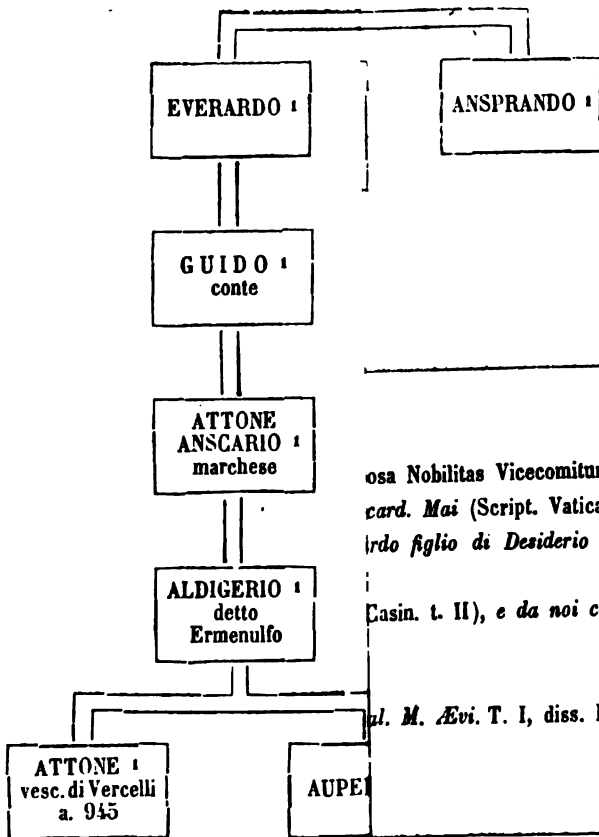 EVERARDO ¹
ANSPRANDO ¹
GUIDO ¹
conte
ATTONE
ANSCARIO ¹
marchese
ALDIGERIO ¹
detto
Ermenulfo
ATTONE ¹
vesc. di Vercelli
a. 945
AUPE
osa Nobilitas Vicecomitu
card. Mai (Script. Vatica
rdo figlio di Desiderio
Casin. t. II), e da noi c
al. M. Ævi. T. I, diss.